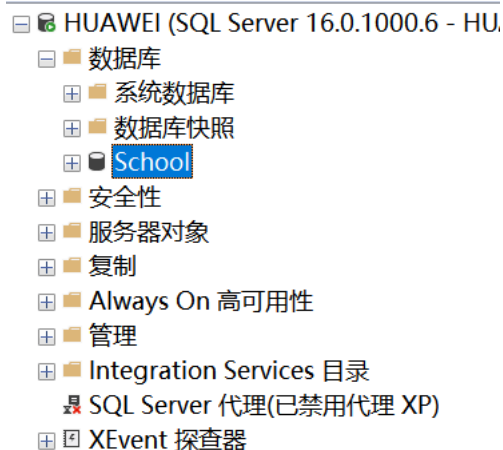 HUAWEI (SQL Server 16.0.1000.6 - HU
数据库
系统数据库
数据库快照
School
安全性
服务器对象
复制
Always On 高可用性
管理
Integration Services 目录
SQL Server 代理(已禁用代理 XP)
XEvent 探查器